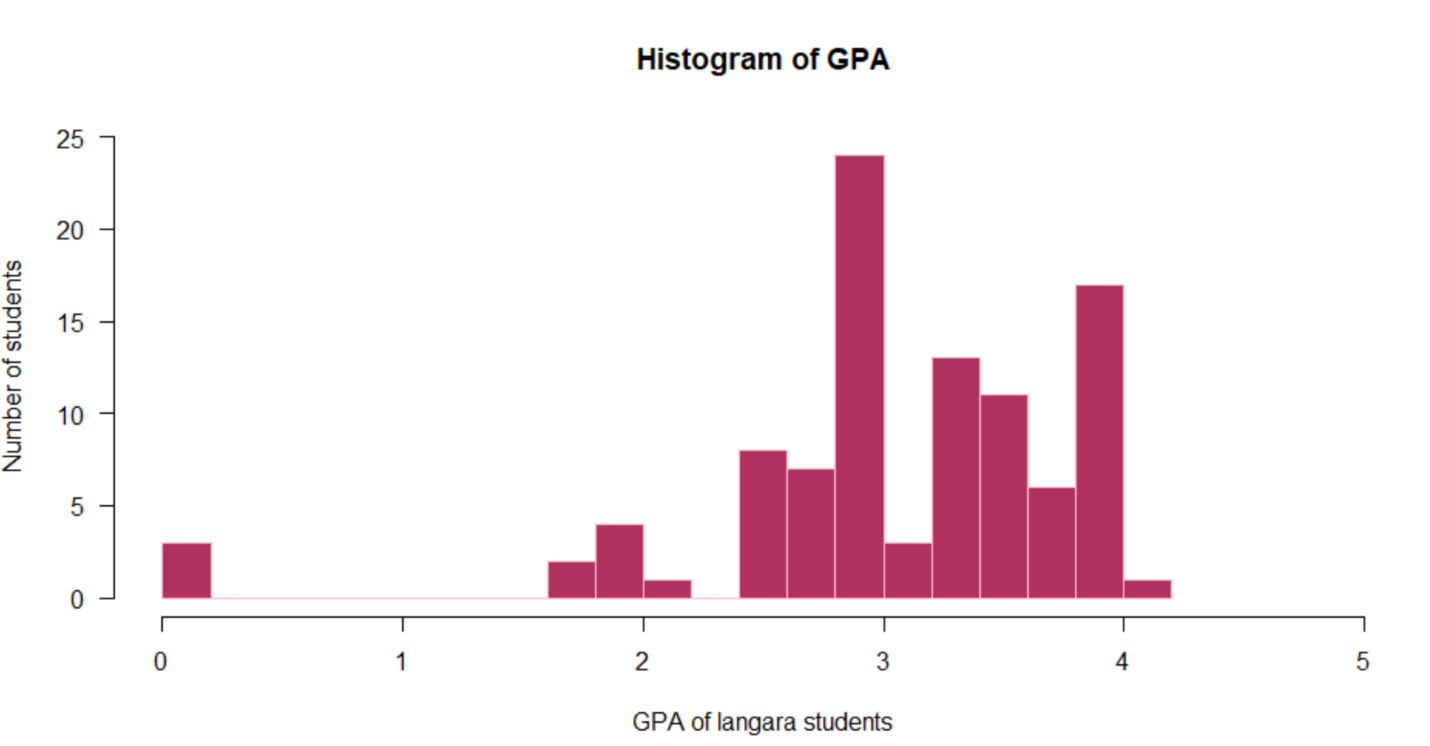 Histogram of GPA
25
20
15
10
5
0
Number of students
0 1 2 3 4 5
GPA of langara students